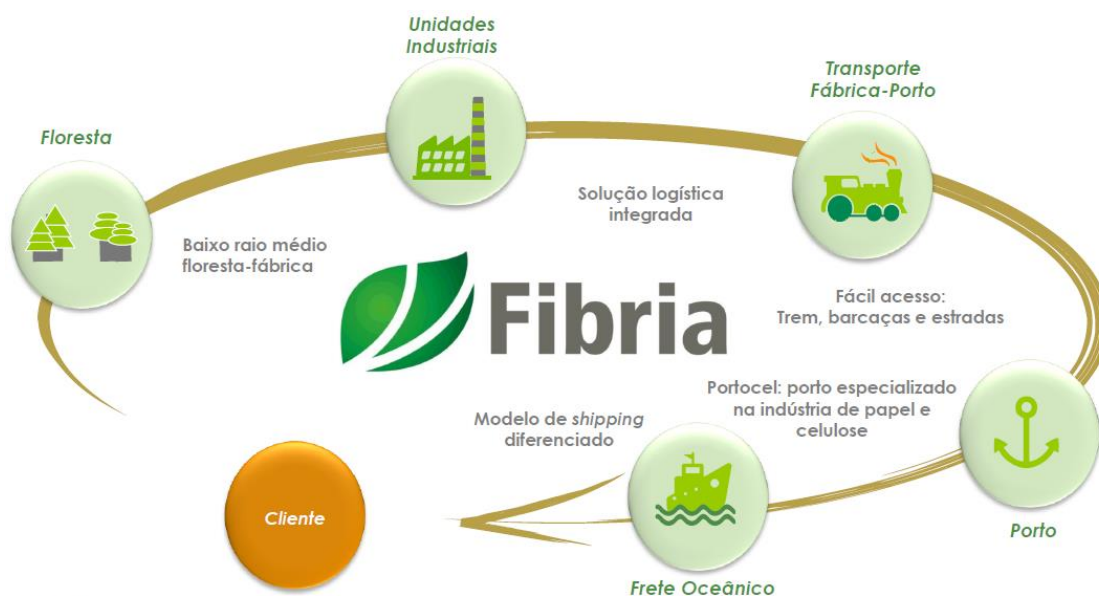 Unidades
Industriais
Transporte
Fábrica-Porto
Floresta
Solução logística
integrada
Baixo raio médio
floresta-fábrica
Fibria
Fácil acesso:
Trem, barcaças e estradas
Portocel: porto especializado
na indústria de papel e
celulose
Modelo de shipping
diferenciado
Cliente
Porto
Frete Oceânico